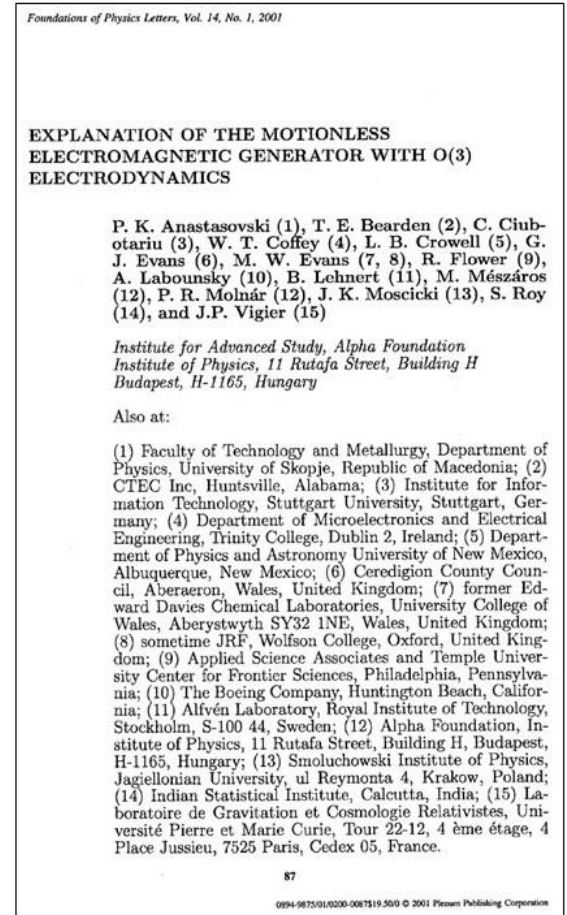 Foundations of Physics Letters, Vol. 14, No. 1, 2001
EXPLANATION OF THE MOTIONLESS
ELECTROMAGNETIC GENERATOR WITH O(3)
ELECTRODYNAMICS
P. K. Anastasovski (1), T. E. Bearden (2), C. Ciub-
otariu (3), W. T. Coffey (4), L. B. Crowell (5), G.
J. Evans (6), M. W. Evans (7, 8), R. Flower (9),
A. Labounsky (10), B. Lehnert (11), M. Mészáros
(12), P. R. Molnár (12), J. K. Moscicki (13), S. Roy
(14), and J.P. Vigier (15)
Institute for Advanced Study, Alpha Foundation
Institute of Physics, 11 Rutafa Street, Building H
Budapest, H-1165, Hungary
Also at:
(1) Faculty of Technology and Metallurgy, Department of
Physics, University of Skopje, Republic of Macedonia; (2)
CTEC Inc, Huntsville, Alabama; (3) Institute for Infor-
mation Technology, Stuttgart University, Stuttgart, Ger-
many; (4) Department of Microelectronics and Electrical
Engineering, Trinity College, Dublin 2, Ireland; (5) Depart-
ment of Physics and Astronomy University of New Mexico,
Albuquerque, New Mexico; (6) Ceredigion County Coun-
cil, Aberaeron, Wales, United Kingdom; (7) former Ed-
ward Davies Chemical Laboratories, University College of
Wales, Aberystwyth SY32 1NE, Wales, United Kingdom;
(8) sometime JRF, Wolfson College, Oxford, United King-
dom; (9) Applied Science Associates and Temple Univer-
sity Center for Frontier Sciences, Philadelphia, Pennsylva-
nia; (10) The Boeing Company, Huntington Beach, Califor-
nia; (11) Alfvén Laboratory, Royal Institute of Technology,
Stockholm, S-100 44, Sweden; (12) Alpha Foundation, In-
stitute of Physics, 11 Rutafa Street, Building H, Budapest,
H-1165, Hungary; (13) Smoluchowski Institute of Physics,
Jagiellonian University, ul Reymonta 4, Krakow, Poland;
(14) Indian Statistical Institute, Calcutta, India; (15) La-
boratoire de Gravitation et Cosmologie Relativistes, Uni-
versité Pierre et Marie Curie, Tour 22-12, 4 ème étage, 4
Place Jussieu, 7525 Paris, Cedex 05, France.
87
0894-9875/01/0200-0087$19.50/0 © 2001 Plenum Publishing Corporation